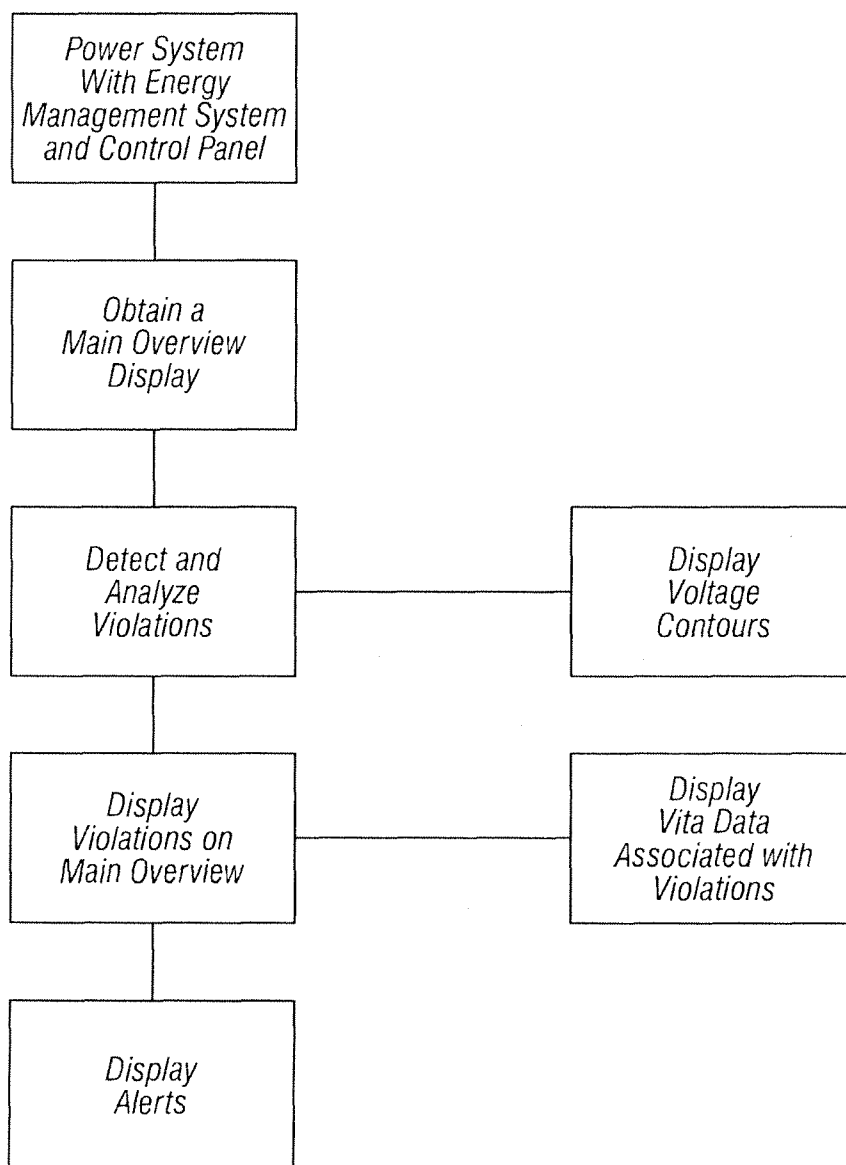 Power System
With Energy
Management System
and Control Panel
Obtain a
Main Overview
Display
Detect and
Analyze
Violations
Display
Voltage
Contours
Display
Violations on
Main Overview
Display
Vita Data
Associated with
Violations
Display
Alerts